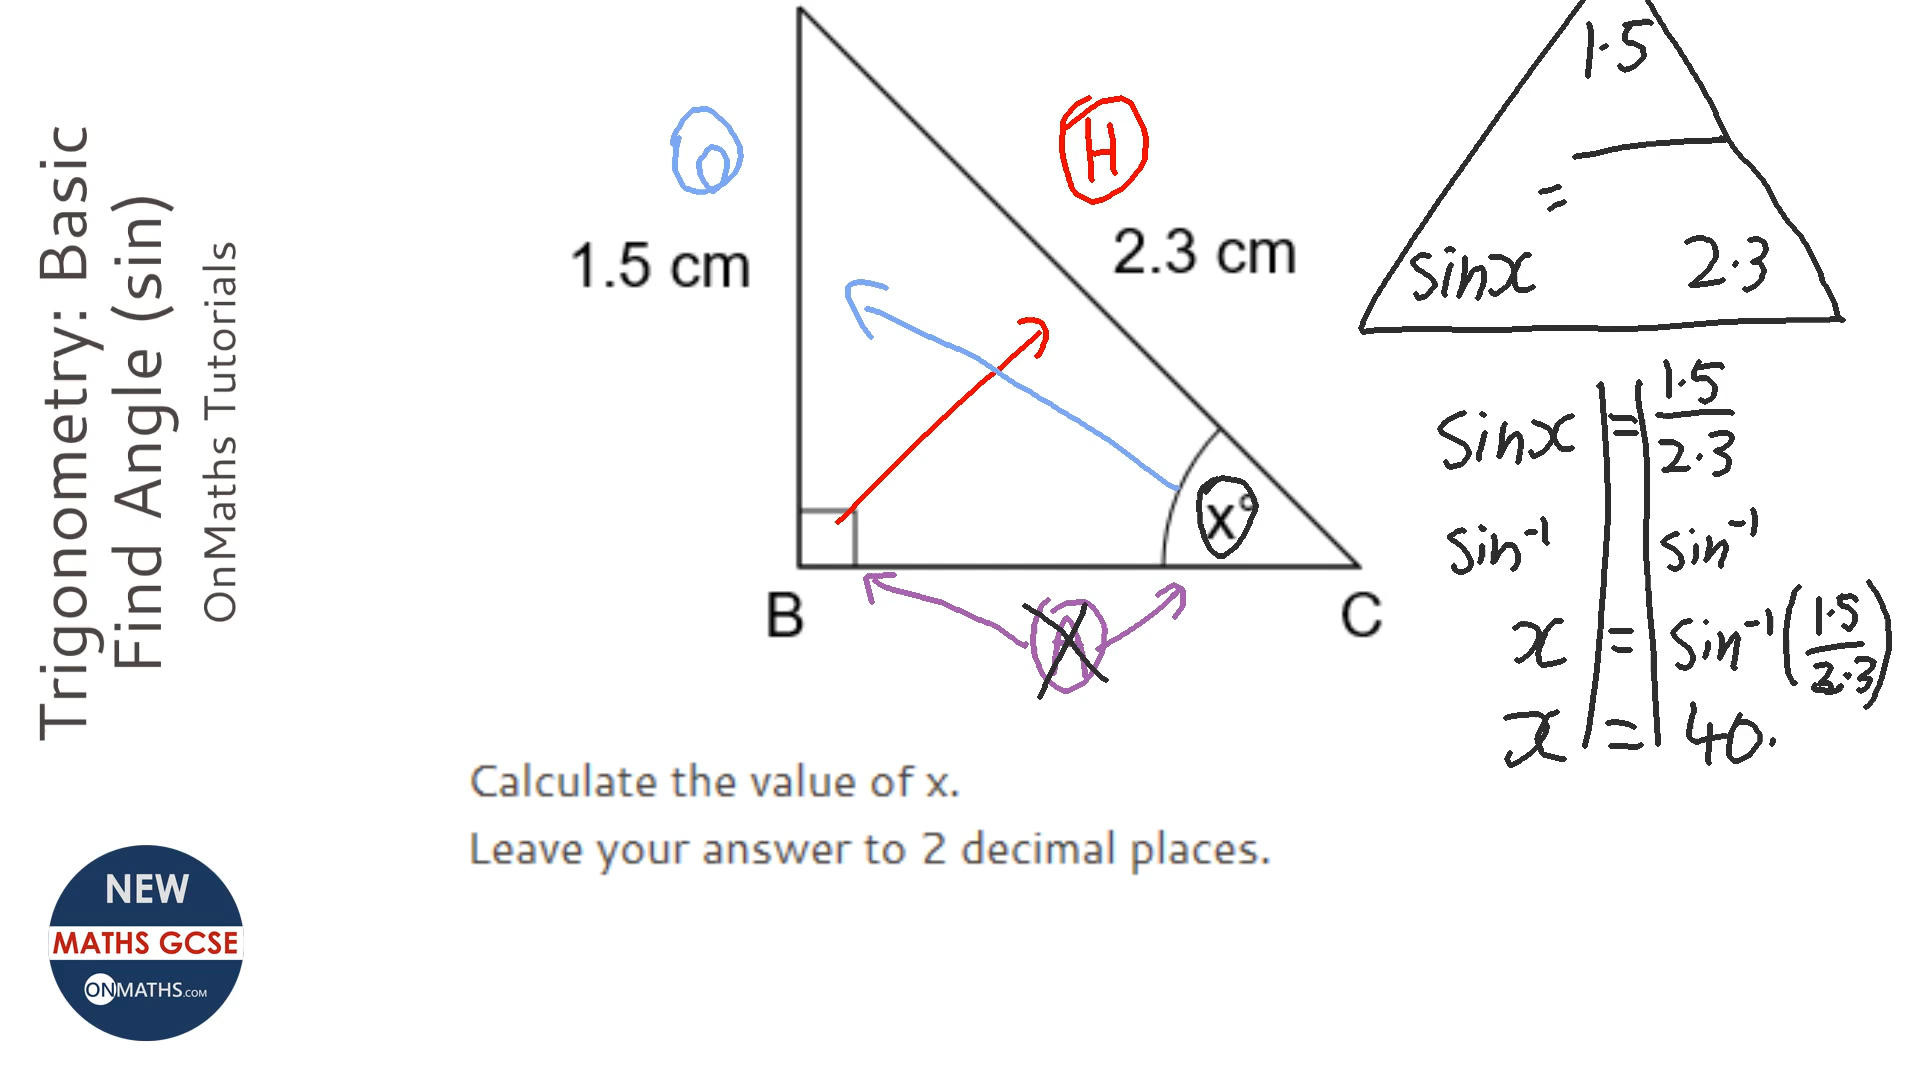 Trigonometry: Basic
Find Angle (sin)
OnMaths Tutorials
O
H
1.5 cm
2.3 cm
x°
B
A
C
1.5
=
sinx 2.3
sinx = 1.5/2.3
sin⁻¹ sin⁻¹
x = sin⁻¹(1.5/2.3)
x = 40.
Calculate the value of x.
Leave your answer to 2 decimal places.
NEW
MATHS GCSE
ONMATHS.COM